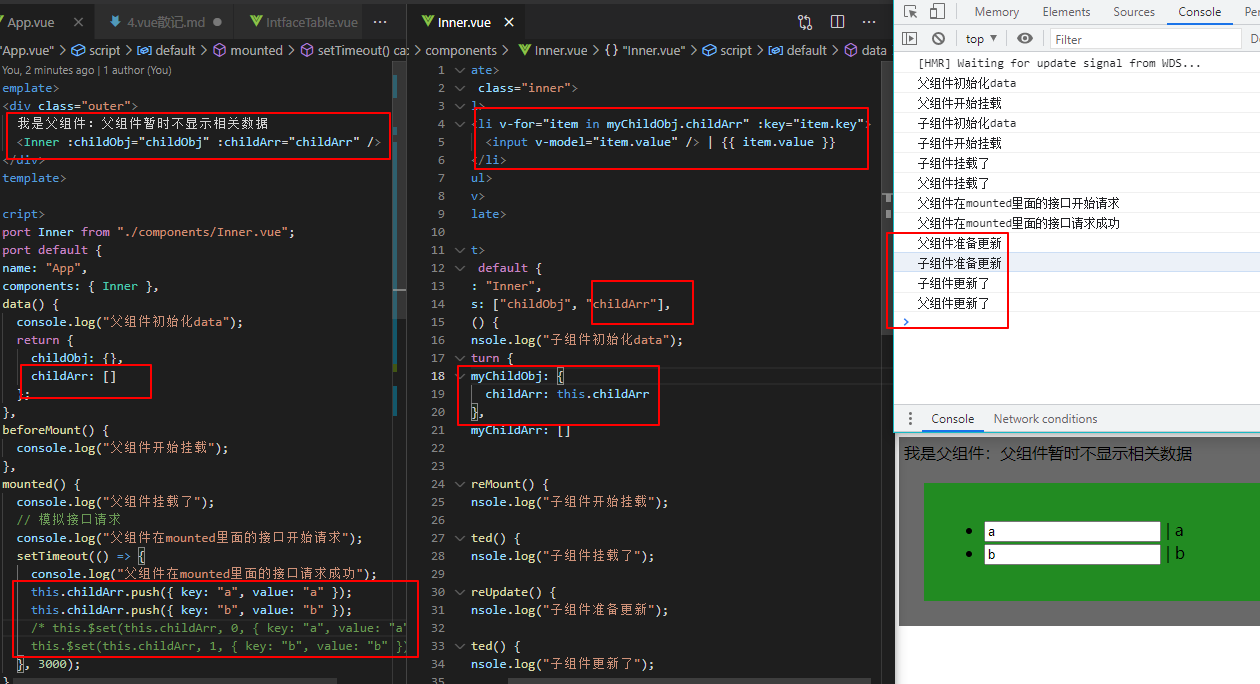 App.vue
4.vue散记.md
IntfaceTable.vue
...
"App.vue" > script > default > mounted > setTimeout() ca
You, 2 minutes ago | 1 author (You)
emplate>
<div class="outer">
我是父组件: 父组件暂时不显示相关数据
<Inner :childObj="childObj" :childArr="childArr" />
</div>
template>
cript>
port Inner from "./components/Inner.vue";
port default {
name: "App",
components: { Inner },
data() {
console.log("父组件初始化data");
return {
childObj: {},
childArr: []
};
},
beforeMount() {
console.log("父组件开始挂载");
},
mounted() {
console.log("父组件挂载了");
// 模拟接口请求
console.log("父组件在mounted里面的接口开始请求");
setTimeout(() => {
console.log("父组件在mounted里面的接口请求成功");
this.childArr.push({ key: "a", value: "a" });
this.childArr.push({ key: "b", value: "b" });
/* this.$set(this.childArr, 0, { key: "a", value: "a"
this.$set(this.childArr, 1, { key: "b", value: "b" })
}, 3000);
}
Inner.vue
...
> components > Inner.vue > {} "Inner.vue" > script > default > data
1 ate>
2 class="inner">
3 l>
4 <li v-for="item in myChildObj.childArr" :key="item.key">
5 <input v-model="item.value" /> | {{ item.value }}
6 </li>
7 ul>
8 v>
9 late>
10
11 t>
12 default {
13 : "Inner",
14 s: ["childObj", "childArr"],
15 () {
16 nsole.log("子组件初始化data");
17 turn {
18 myChildObj: {
19 childArr: this.childArr
20 },
21 myChildArr: []
22
23
24 reMount() {
25 nsole.log("子组件开始挂载");
26
27 ted() {
28 nsole.log("子组件挂载了");
29
30 reUpdate() {
31 nsole.log("子组件准备更新");
32
33 ted() {
34 nsole.log("子组件更新了");
35
Memory Elements Sources Console Per
top ▼ Filter D
[HMR] Waiting for update signal from WDS...
父组件初始化data
父组件开始挂载
子组件初始化data
子组件开始挂载
子组件挂载了
父组件挂载了
父组件在mounted里面的接口开始请求
父组件在mounted里面的接口请求成功
父组件准备更新
子组件准备更新
子组件更新了
父组件更新了
>
Console Network conditions
我是父组件: 父组件暂时不显示相关数据
a | a
b | b